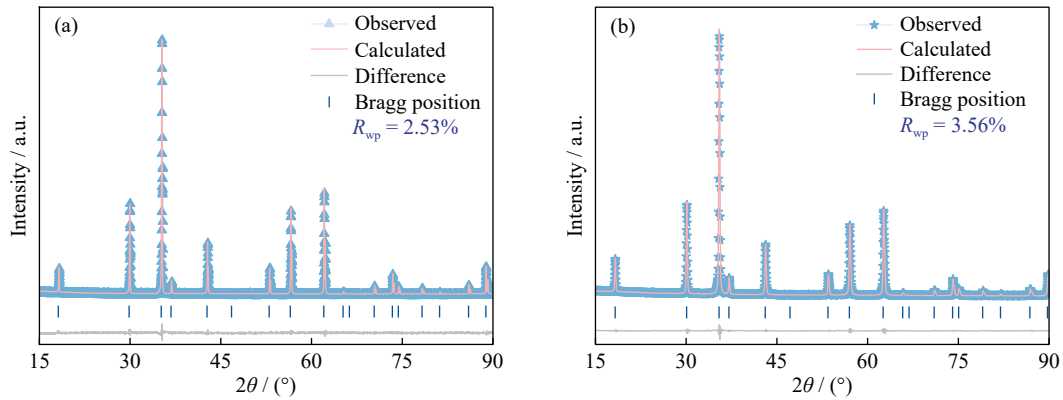 (a)
Observed
Calculated
Difference
Bragg position
Rwp = 2.53%
Intensity / a.u.
15 30 45 62 75 90
2θ / (°)
(b)
Observed
Calculated
Difference
Bragg position
Rwp = 3.56%
Intensity / a.u.
15 30 45 60 75 90
2θ / (°)